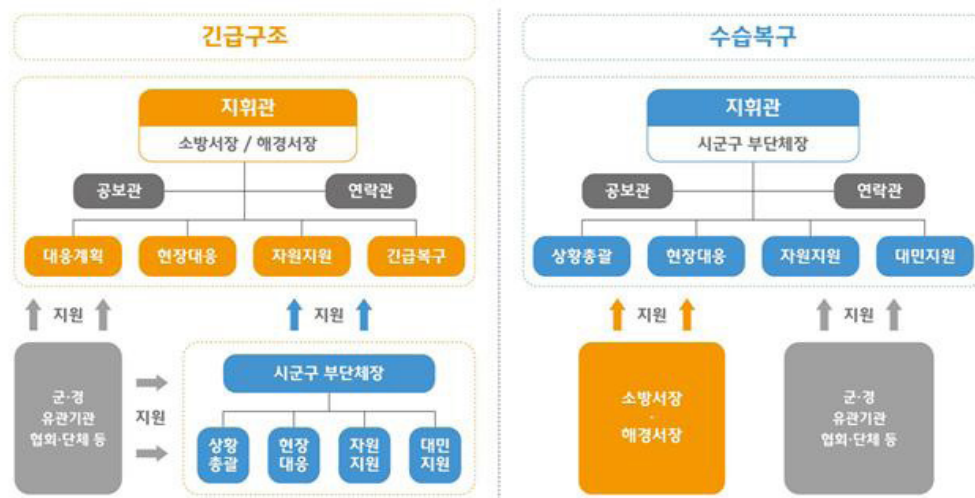 긴급구조
지휘관
소방서장 / 해경서장
공보관
연락관
대응계획
현장대응
자원지원
긴급복구
지원
지원
군·경
유관기관
협회·단체 등
지원
시군구 부단체장
상황
총괄
현장
대응
자원
지원
대민
지원
수습복구
지휘관
시군구 부단체장
공보관
연락관
상황총괄
현장대응
자원지원
대민지원
지원
지원
소방서장
·
해경서장
군·경
유관기관
협회·단체 등